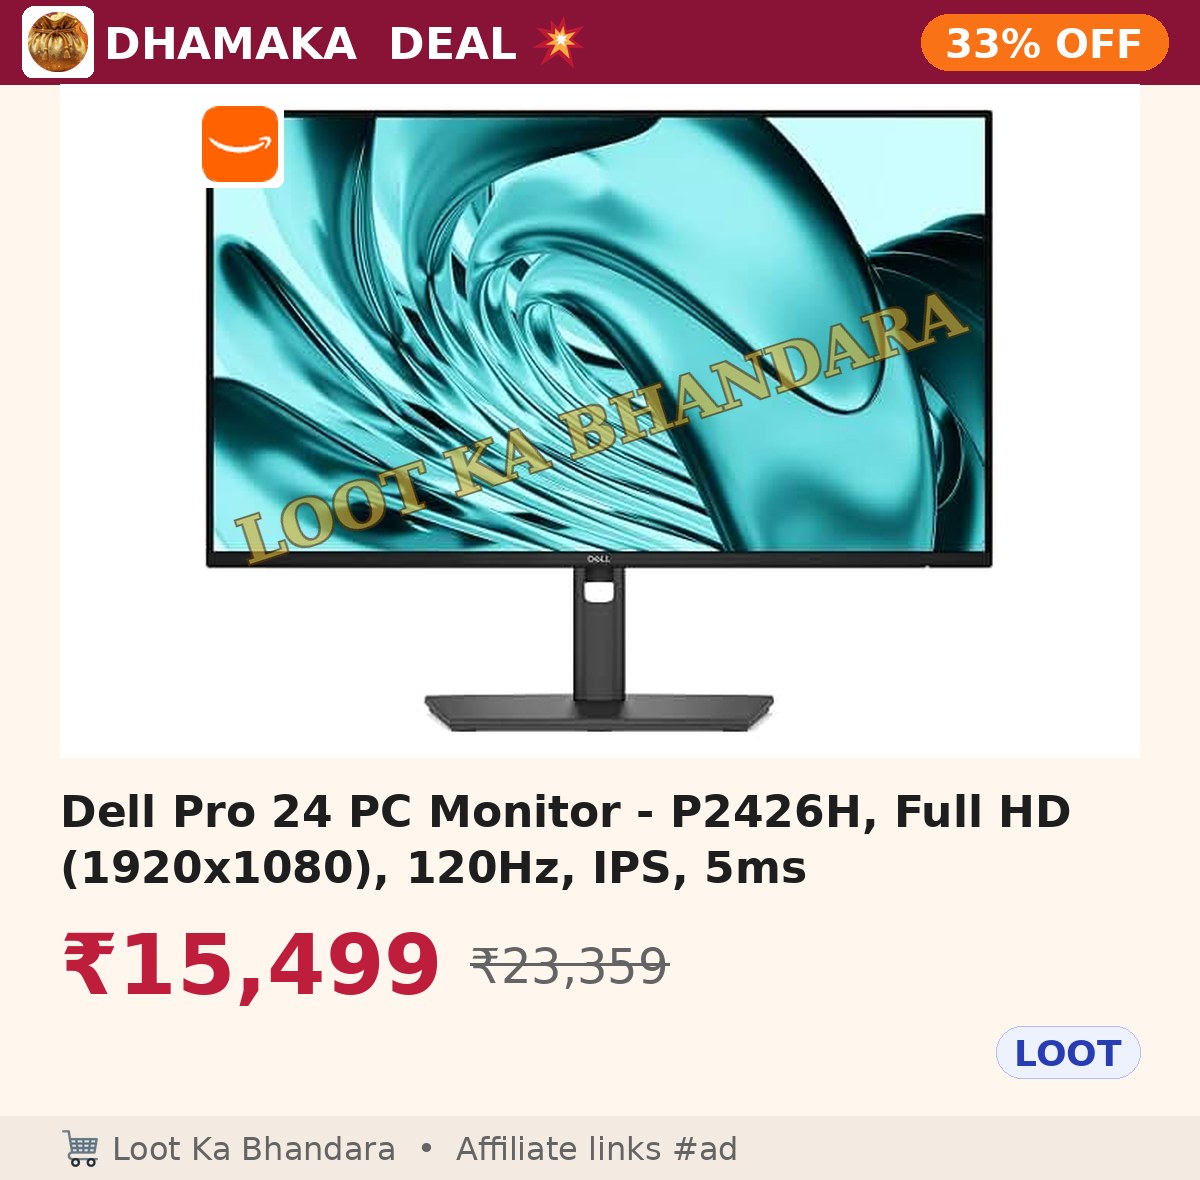 DHAMAKA DEAL 💥
33% OFF
LOOT KA BHANDARA
DELL
Dell Pro 24 PC Monitor - P2426H, Full HD
(1920x1080), 120Hz, IPS, 5ms
₹15,499 ₹23,359
LOOT
Loot Ka Bhandara • Affiliate links #ad